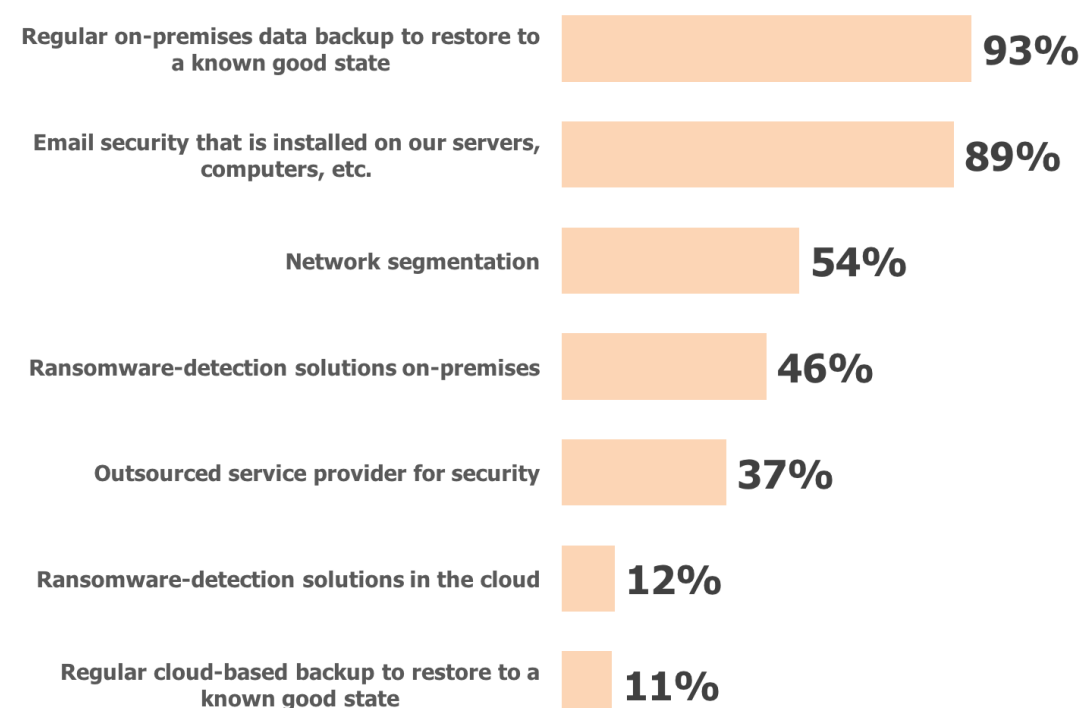 Regular on-premises data backup to restore to
a known good state
93%
Email security that is installed on our servers,
computers, etc.
89%
Network segmentation
54%
Ransomware-detection solutions on-premises
46%
Outsourced service provider for security
37%
Ransomware-detection solutions in the cloud
12%
Regular cloud-based backup to restore to a
known good state
11%